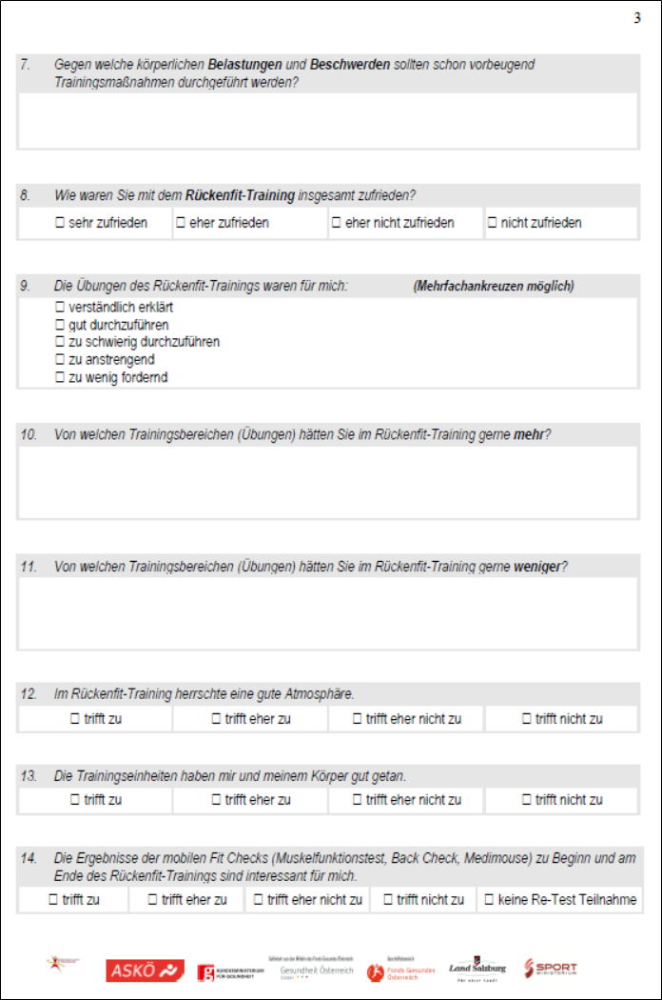 3
7. Gegen welche körperlichen Belastungen und Beschwerden sollten schon vorbeugend
Trainingsmaßnahmen durchgeführt werden?
8. Wie waren Sie mit dem Rückenfit-Training insgesamt zufrieden?
☐ sehr zufrieden ☐ eher zufrieden ☐ eher nicht zufrieden ☐ nicht zufrieden
9. Die Übungen des Rückenfit-Trainings waren für mich: (Mehrfachankreuzen möglich)
☐ verständlich erklärt
☐ gut durchzuführen
☐ zu schwierig durchzuführen
☐ zu anstrengend
☐ zu wenig fordernd
10. Von welchen Trainingsbereichen (Übungen) hätten Sie im Rückenfit-Training gerne mehr?
11. Von welchen Trainingsbereichen (Übungen) hätten Sie im Rückenfit-Training gerne weniger?
12. Im Rückenfit-Training herrschte eine gute Atmosphäre.
☐ trifft zu ☐ trifft eher zu ☐ trifft eher nicht zu ☐ trifft nicht zu
13. Die Trainingseinheiten haben mir und meinem Körper gut getan.
☐ trifft zu ☐ trifft eher zu ☐ trifft eher nicht zu ☐ trifft nicht zu
14. Die Ergebnisse der mobilen Fit Checks (Muskelfunktionstest, Back Check, Medimouse) zu Beginn und am
Ende des Rückenfit-Trainings sind interessant für mich.
☐ trifft zu ☐ trifft eher zu ☐ trifft eher nicht zu ☐ trifft nicht zu ☐ keine Re-Test Teilnahme
ASKÖ
BUNDESMINISTERIUM
FÜR GESUNDHEIT
Gesundheit Österreich
Fonds Gesundes
Österreich
Land Salzburg
Für unser Land!
SPORT
MINISTERIUM